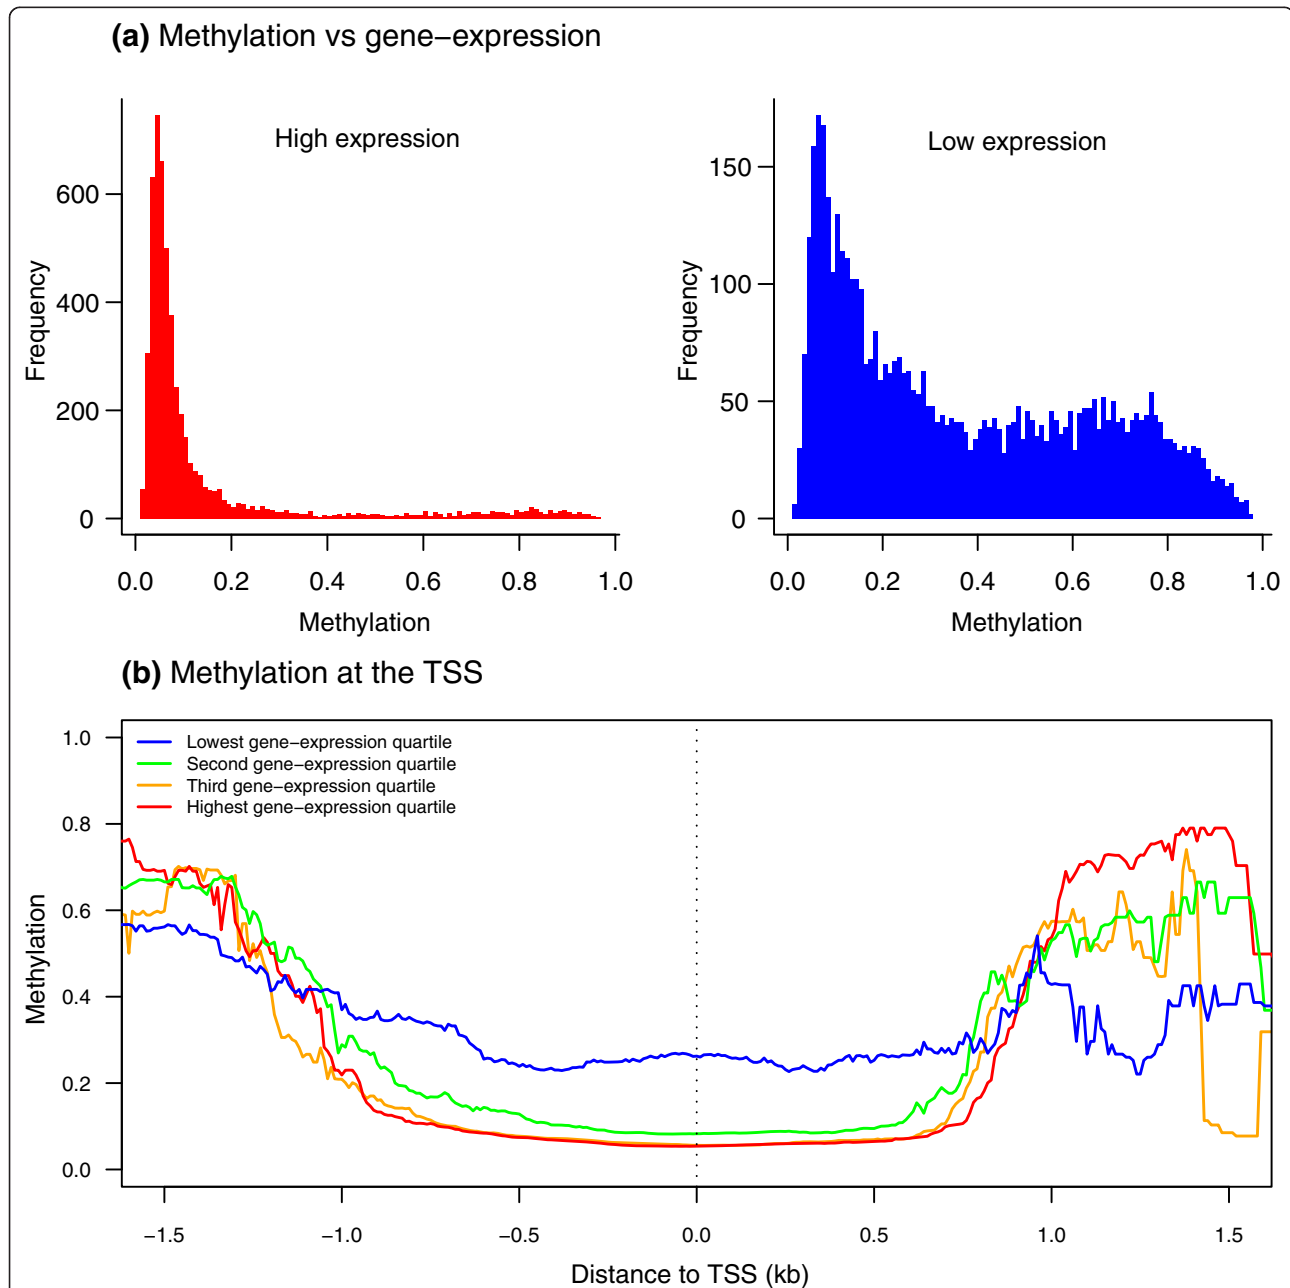 (a) Methylation vs gene−expression
High expression
Frequency
600
400
200
0
0.0 0.2 0.4 0.6 0.8 1.0
Methylation
Low expression
Frequency
150
100
50
0
0.0 0.2 0.4 0.6 0.8 1.0
Methylation
(b) Methylation at the TSS
Lowest gene−expression quartile
Second gene−expression quartile
Third gene−expression quartile
Highest gene−expression quartile
Methylation
1.0
0.8
0.6
0.4
0.2
0.0
−1.5 −1.0 −0.5 0.0 0.5 1.0 1.5
Distance to TSS (kb)